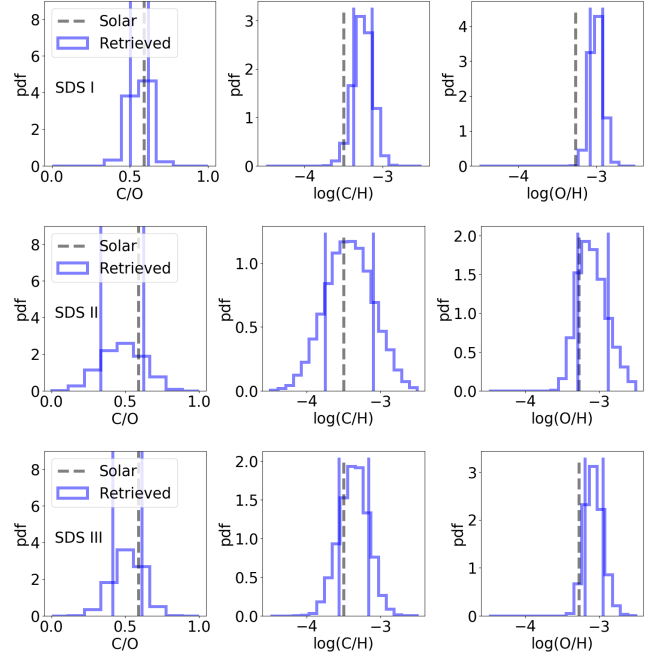 Solar
Retrieved
SDS I
pdf
8
6
4
2
0
0.0 0.5 1.0
C/O
pdf
3
2
1
0
−4 −3
log(C/H)
pdf
4
3
2
1
0
−4 −3
log(O/H)
Solar
Retrieved
SDS II
pdf
8
6
4
2
0
0.0 0.5 1.0
C/O
pdf
1.0
0.5
0.0
−4 −3
log(C/H)
pdf
2.0
1.5
1.0
0.5
0.0
−4 −3
log(O/H)
Solar
Retrieved
SDS III
pdf
8
6
4
2
0
0.0 0.5 1.0
C/O
pdf
2.0
1.5
1.0
0.5
0.0
−4 −3
log(C/H)
pdf
3
2
1
0
−4 −3
log(O/H)